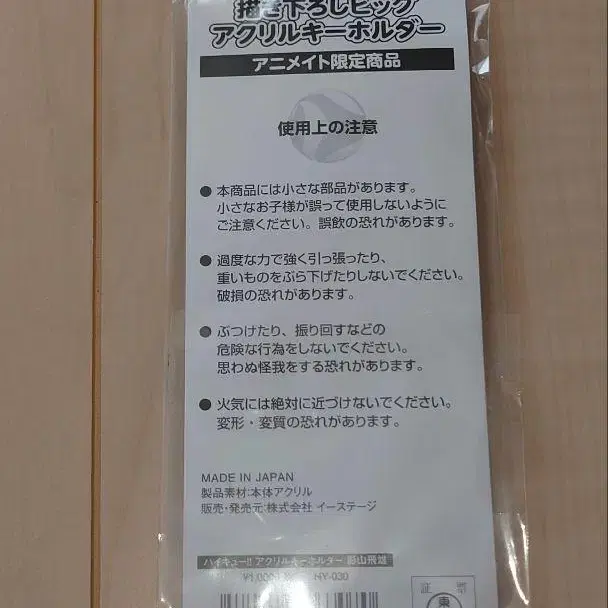 描き下ろしビッグ
アクリルキーホルダー
アニメイト限定商品
使用上の注意
● 本商品には小さな部品があります。
小さなお子様が誤って使用しないように
ご注意ください。誤飲の恐れがあります。
● 過度な力で強く引っ張ったり、
重いものをぶら下げたりしないでください。
破損の恐れがあります。
● ぶつけたり、振り回すなどの
危険な行為をしないでください。
思わぬ怪我をする恐れがあります。
● 火気には絶対に近づけないでください。
変形・変質の恐れがあります。
MADE IN JAPAN
製品素材:本体アクリル
販売・発売元:株式会社 イーステージ
ハイキュー!! アクリルキーホルダー 影山飛雄
HY-030
証
東